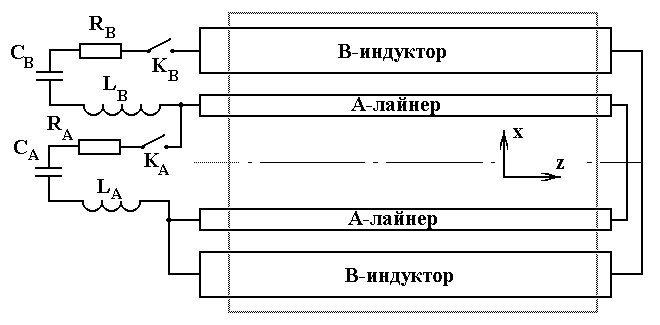 R_B
C_B
K_B
L_B
В-индуктор
А-лайнер
R_A
C_A
K_A
L_A
x
z
А-лайнер
В-индуктор